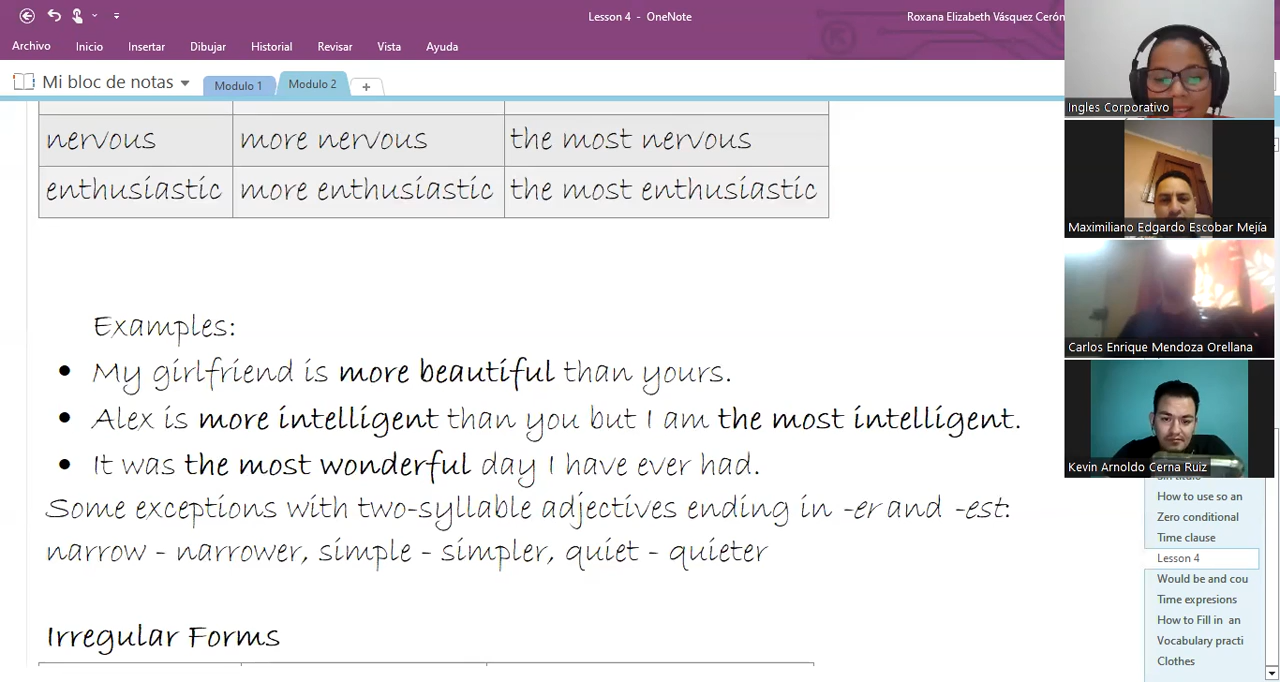 Lesson 4 - OneNote
Roxana Elizabeth Vásquez Cerón
Archivo Inicio Insertar Dibujar Historial Revisar Vista Ayuda
Mi bloc de notas Modulo 1 Modulo 2 +
nervous more nervous the most nervous
enthusiastic more enthusiastic the most enthusiastic
Examples:
• My girlfriend is more beautiful than yours.
• Alex is more intelligent than you but I am the most intelligent.
• It was the most wonderful day I have ever had.
Some exceptions with two-syllable adjectives ending in -er and -est:
narrow - narrower, simple - simpler, quiet - quieter
Irregular Forms
Ingles Corporativo
Maximiliano Edgardo Escobar Mejía
Carlos Enrique Mendoza Orellana
Kevin Arnoldo Cerna Ruiz
How to use so an
Zero conditional
Time clause
Lesson 4
Would be and cou
Time expresions
How to Fill in an
Vocabulary practi
Clothes